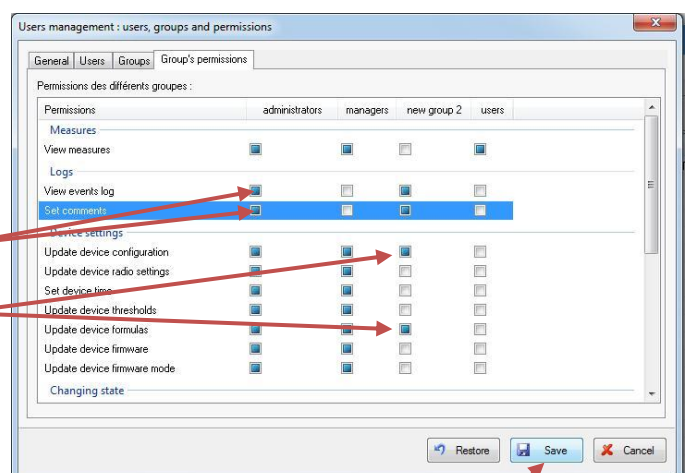 Users management : users, groups and permissions
General Users Groups Group's permissions
Permissions des différents groupes :
Permissions administrators managers new group 2 users
Measures
View measures
Logs
View events log
Set comments
Device settings
Update device configuration
Update device radio settings
Set device time
Update device thresholds
Update device formulas
Update device firmware
Update device firmware mode
Changing state
Restore Save Cancel